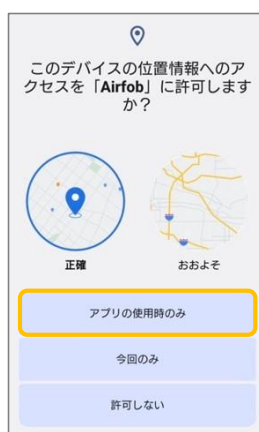 このデバイスの位置情報へのア
クセスを「Airfob」に許可します
か？
正確
おおよそ
アプリの使用時のみ
今回のみ
許可しない